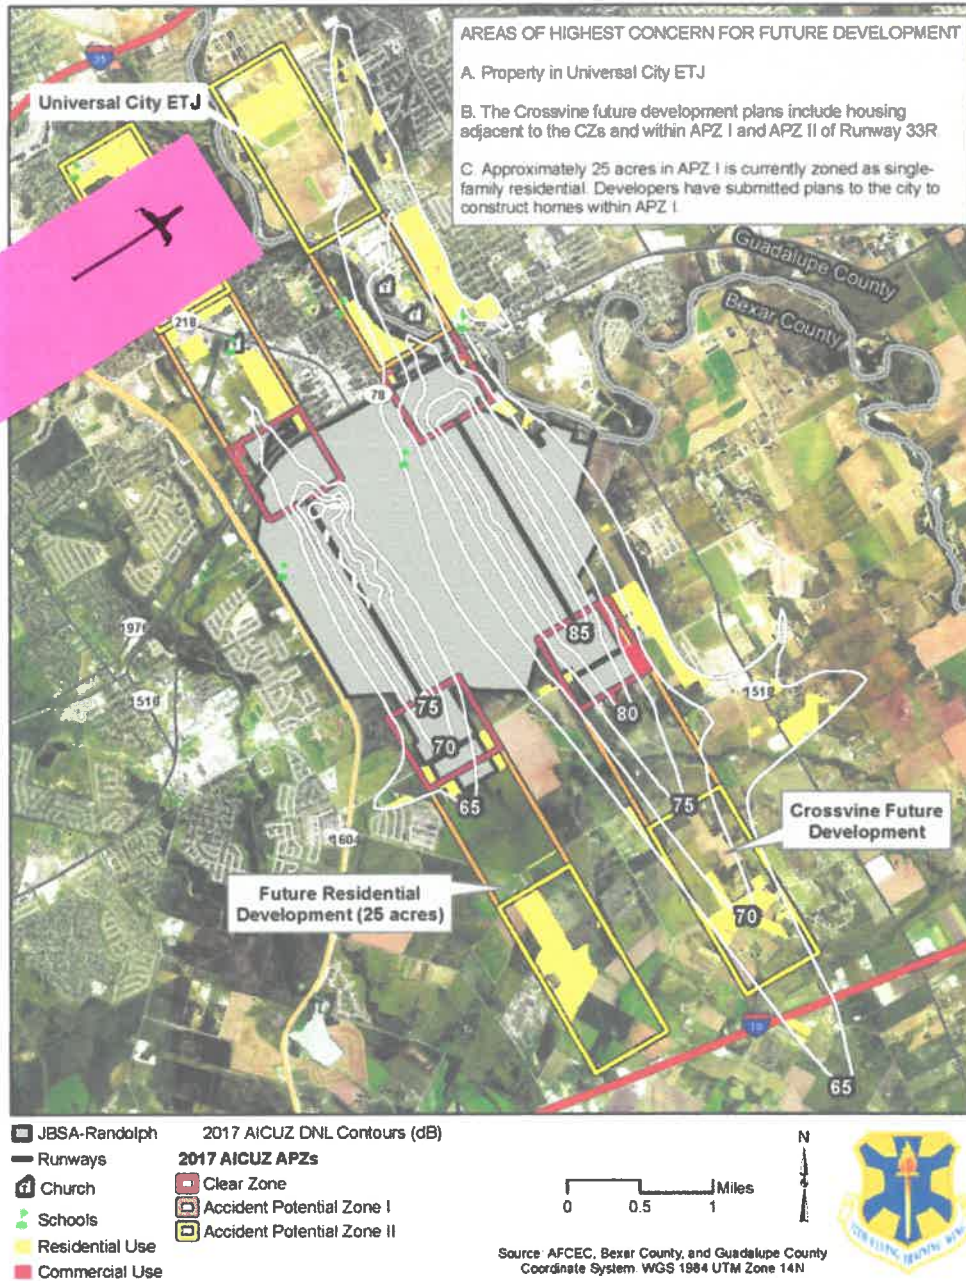 AREAS OF HIGHEST CONCERN FOR FUTURE DEVELOPMENT
A. Property in Universal City ETJ
B. The Crossvine future development plans include housing
adjacent to the CZs and within APZ I and APZ II of Runway 33R
C. Approximately 25 acres in APZ I is currently zoned as single-
family residential. Developers have submitted plans to the city to
construct homes within APZ I
35
Universal City ETJ
Guadalupe County
Bexar County
218
78
1976
1518
1518
1604
85
80
75
70
65
75
70
65
Crossvine Future
Development
Future Residential
Development (25 acres)
10
JBSA-Randolph
Runways
Church
Schools
Residential Use
Commercial Use
2017 AICUZ DNL Contours (dB)
2017 AICUZ APZs
Clear Zone
Accident Potential Zone I
Accident Potential Zone II
0 0.5 1 Miles
N
Source: AFCEC, Bexar County, and Guadalupe County
Coordinate System: WGS 1984 UTM Zone 14N
FLYING TRAINING WING